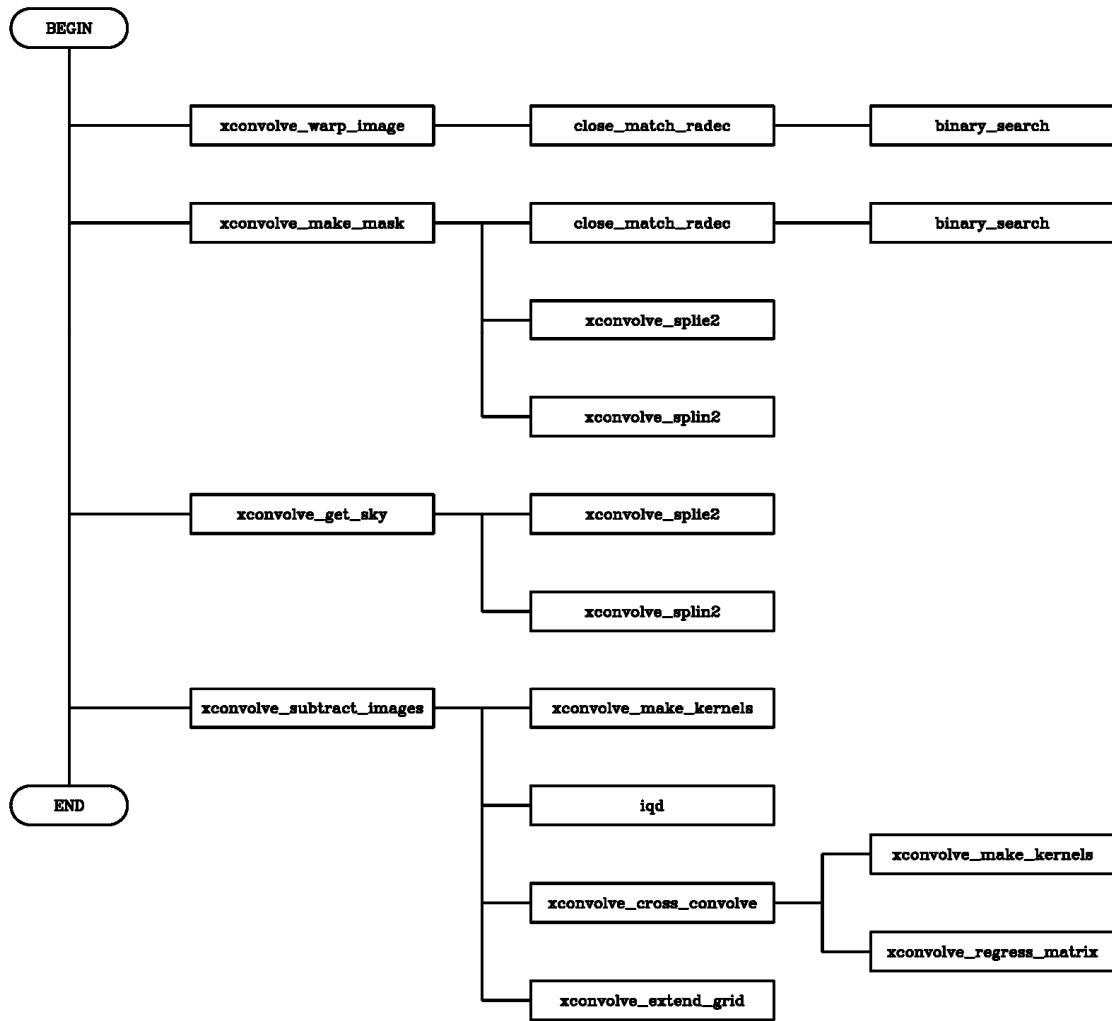 BEGIN
xconvolve_warp_image
close_match_radec
binary_search
xconvolve_make_mask
close_match_radec
binary_search
xconvolve_splie2
xconvolve_splin2
xconvolve_get_sky
xconvolve_splie2
xconvolve_splin2
xconvolve_subtract_images
xconvolve_make_kernels
END
iqd
xconvolve_make_kernels
xconvolve_cross_convolve
xconvolve_regress_matrix
xconvolve_extend_grid